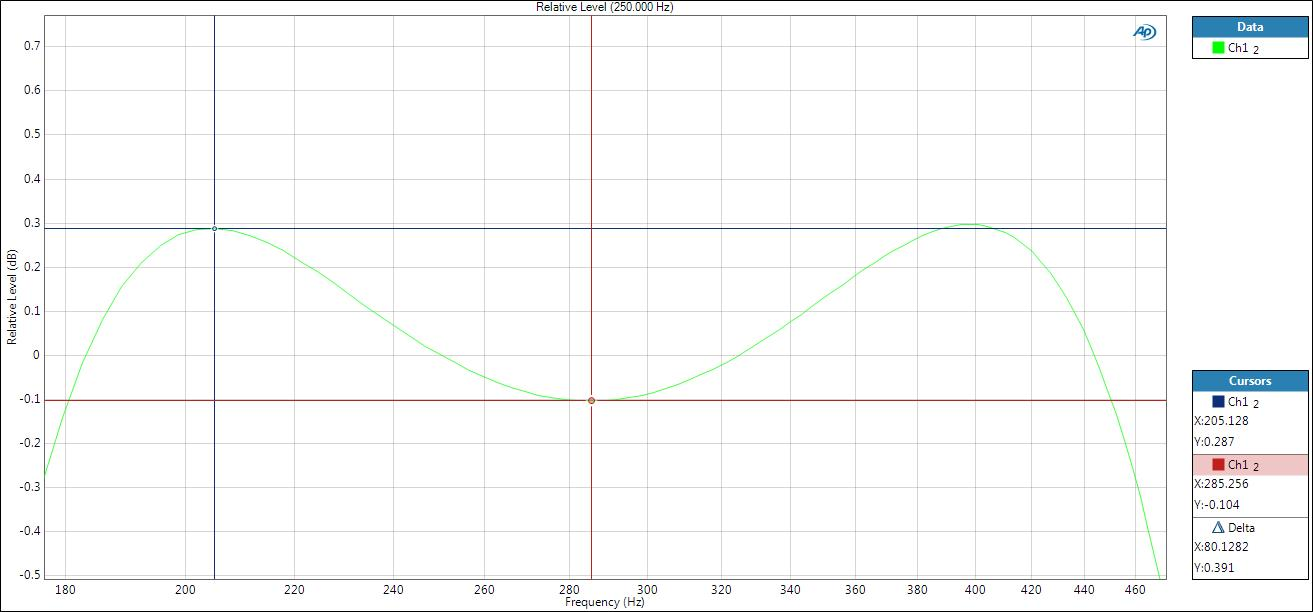 Relative Level (250.000 Hz)
AP
Data
Ch1 2
0.7
0.6
0.5
0.4
0.3
0.2
0.1
0
-0.1
-0.2
-0.3
-0.4
-0.5
Relative Level (dB)
180 200 220 240 260 280 300 320 340 360 380 400 420 440 460
Frequency (Hz)
Cursors
Ch1 2
X:205.128
Y:0.287
Ch1 2
X:285.256
Y:-0.104
Delta
X:80.1282
Y:0.391